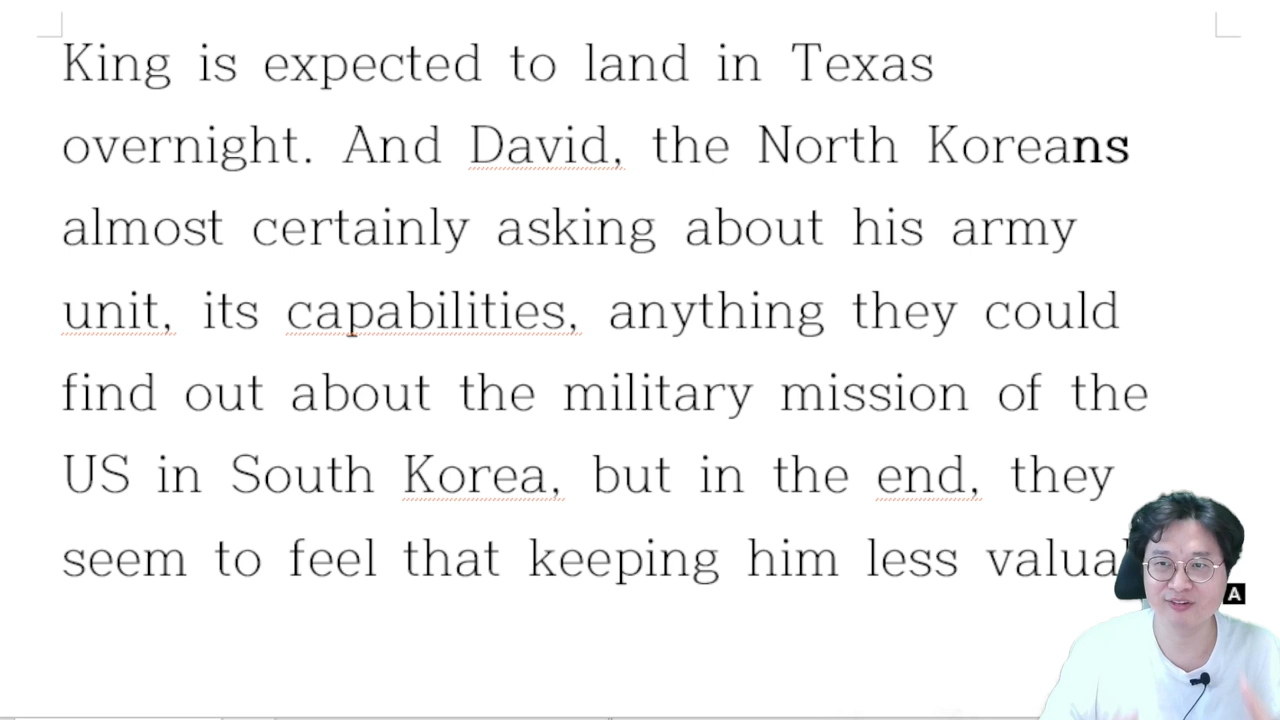 King is expected to land in Texas
overnight. And David, the North Koreans
almost certainly asking about his army
unit, its capabilities, anything they could
find out about the military mission of the
US in South Korea, but in the end, they
seem to feel that keeping him less
A